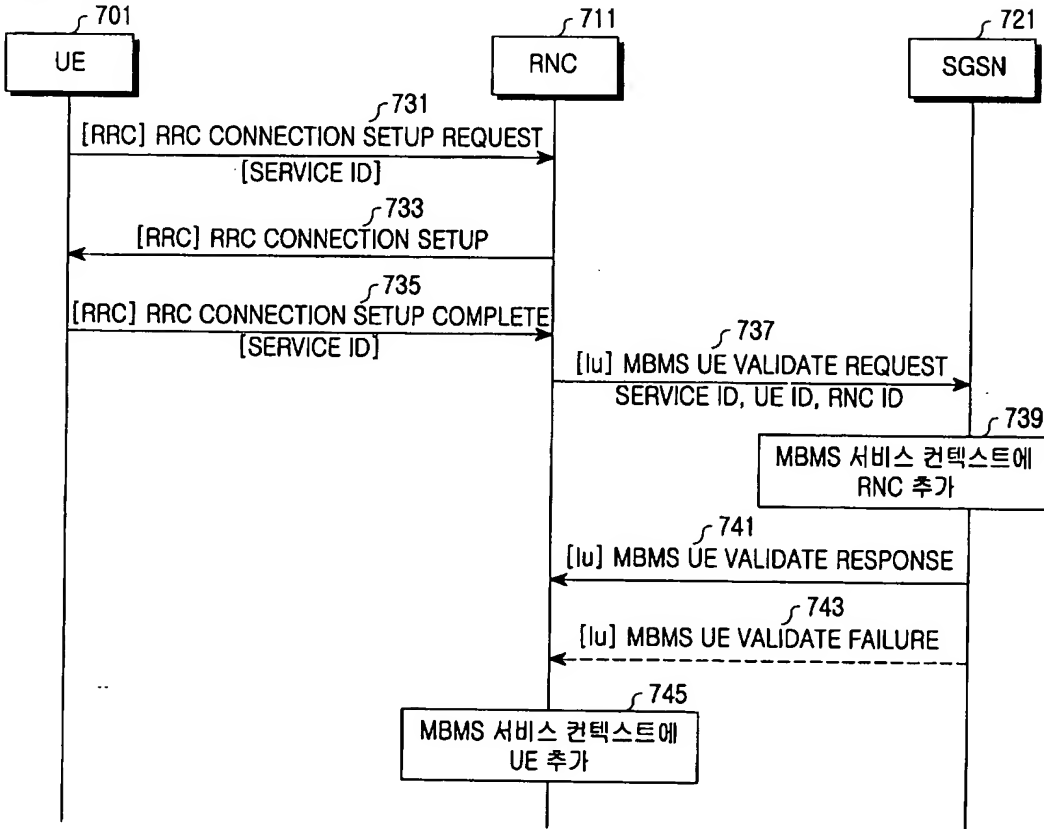 701
711
721
UE
RNC
SGSN
731
[RRC] RRC CONNECTION SETUP REQUEST
[SERVICE ID]
733
[RRC] RRC CONNECTION SETUP
735
[RRC] RRC CONNECTION SETUP COMPLETE
[SERVICE ID]
737
[Iu] MBMS UE VALIDATE REQUEST
SERVICE ID, UE ID, RNC ID
739
MBMS 서비스 컨텍스트에
RNC 추가
741
[Iu] MBMS UE VALIDATE RESPONSE
743
[Iu] MBMS UE VALIDATE FAILURE
745
MBMS 서비스 컨텍스트에
UE 추가